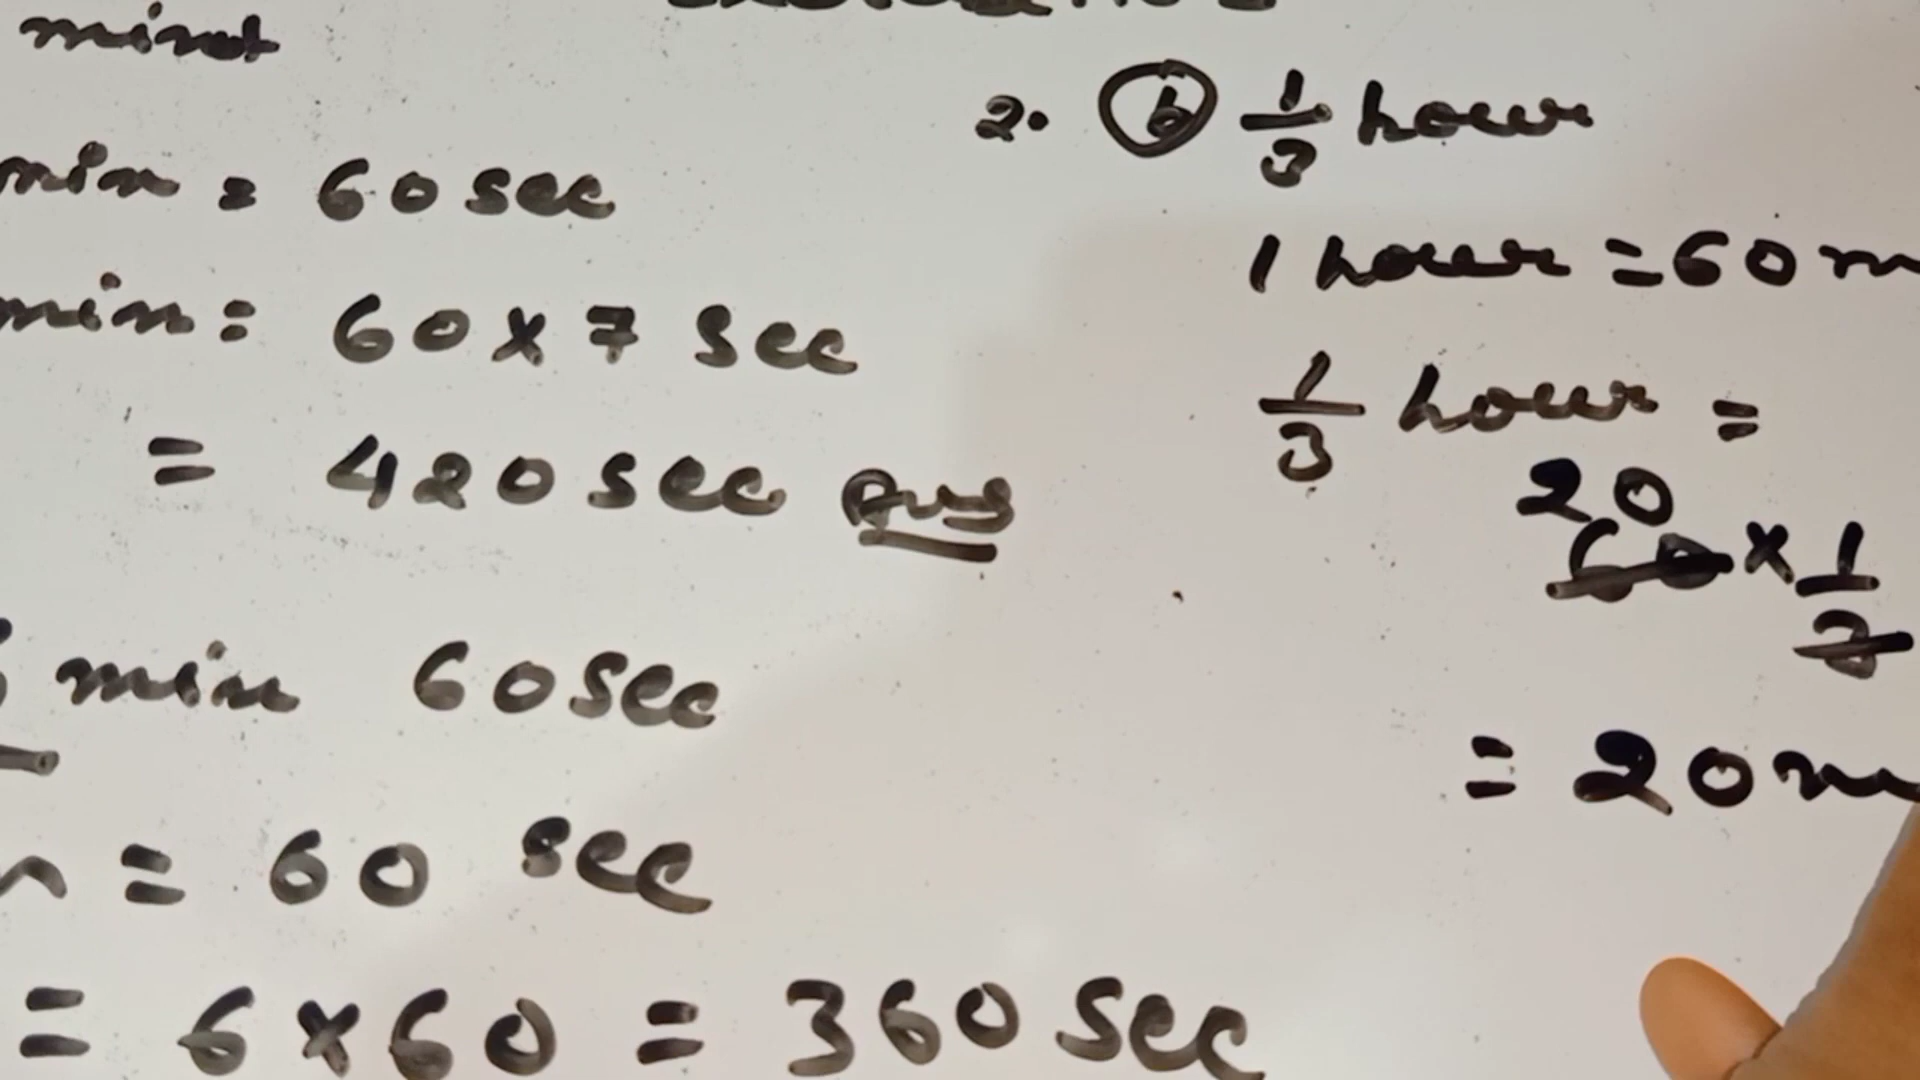 min = 60 sec
min = 60 × 7 sec
= 420 sec Ans
min 60 sec
= 60 sec
= 6 × 60 = 360 sec
2. (b) 1/3 hour
1 hour = 60 m
1/3 hour =
20
60 × 1/3
= 20 m